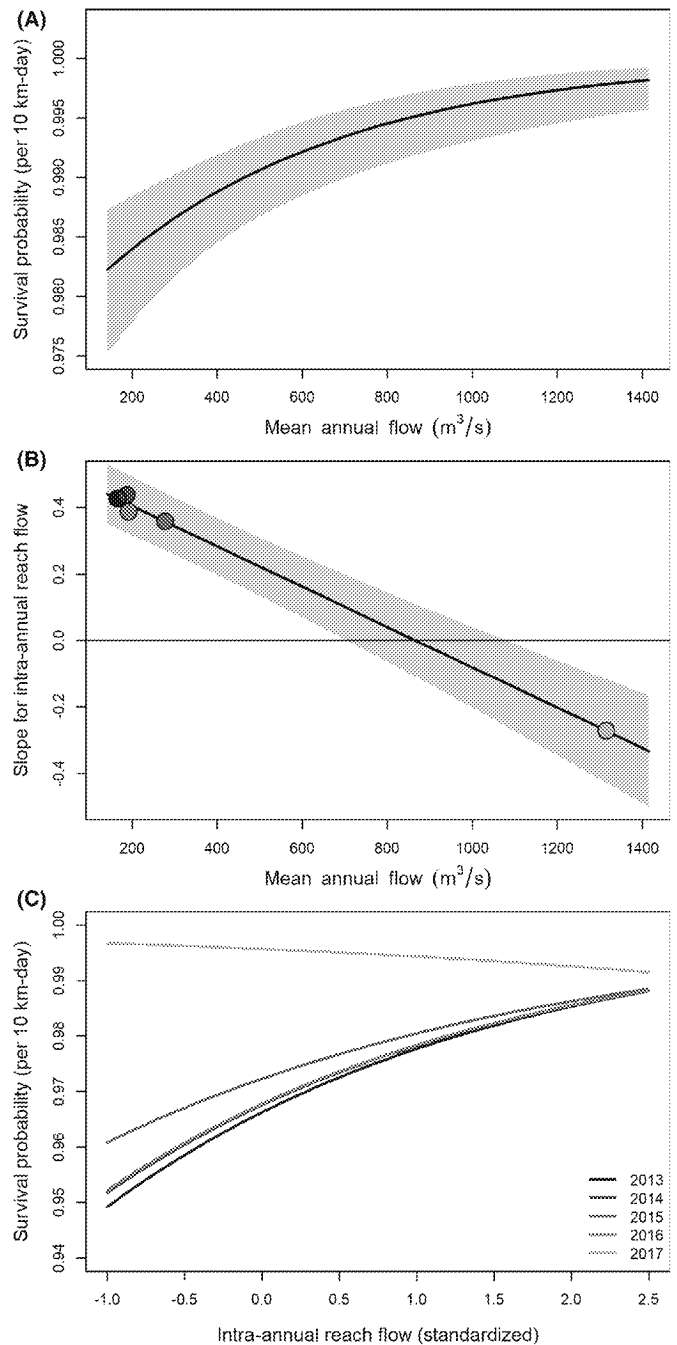 (A)
Survival probability (per 10 km-day)
1.000
0.995
0.990
0.985
0.980
0.975
200 400 600 800 1000 1200 1400
Mean annual flow (m³/s)
(B)
Slope for intra-annual reach flow
0.4
0.2
0.0
-0.2
-0.4
200 400 600 800 1000 1200 1400
Mean annual flow (m³/s)
(C)
Survival probability (per 10 km-day)
1.00
0.99
0.98
0.97
0.96
0.95
0.94
2013
2014
2015
2016
2017
-1.0 -0.5 0.0 0.5 1.0 1.5 2.0 2.5
Intra-annual reach flow (standardized)